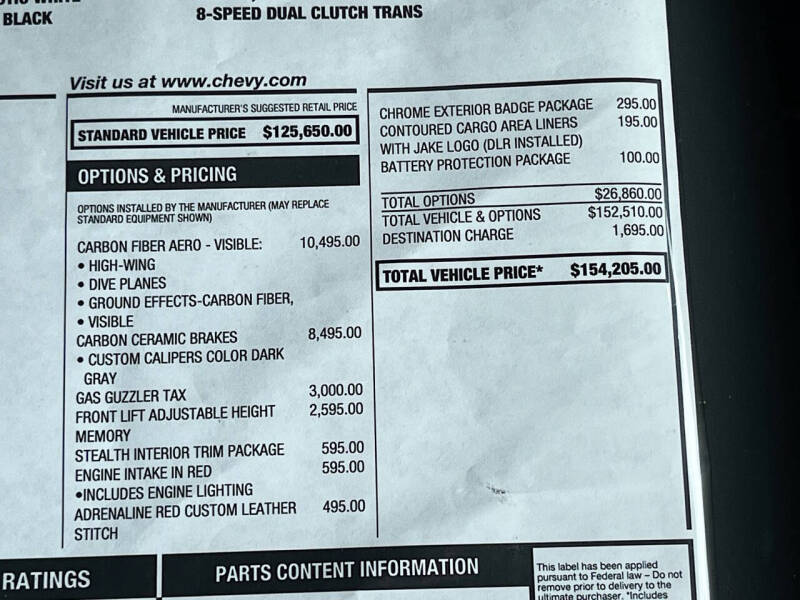 BLACK
8-SPEED DUAL CLUTCH TRANS
Visit us at www.chevy.com
MANUFACTURER'S SUGGESTED RETAIL PRICE
STANDARD VEHICLE PRICE $125,650.00
OPTIONS & PRICING
OPTIONS INSTALLED BY THE MANUFACTURER (MAY REPLACE
STANDARD EQUIPMENT SHOWN)
CARBON FIBER AERO - VISIBLE: 10,495.00
• HIGH-WING
• DIVE PLANES
• GROUND EFFECTS-CARBON FIBER,
• VISIBLE
CARBON CERAMIC BRAKES 8,495.00
• CUSTOM CALIPERS COLOR DARK
GRAY
GAS GUZZLER TAX 3,000.00
FRONT LIFT ADJUSTABLE HEIGHT 2,595.00
MEMORY
STEALTH INTERIOR TRIM PACKAGE 595.00
ENGINE INTAKE IN RED 595.00
•INCLUDES ENGINE LIGHTING
ADRENALINE RED CUSTOM LEATHER 495.00
STITCH
CHROME EXTERIOR BADGE PACKAGE 295.00
CONTOURED CARGO AREA LINERS 195.00
WITH JAKE LOGO (DLR INSTALLED)
BATTERY PROTECTION PACKAGE 100.00
TOTAL OPTIONS $26,860.00
TOTAL VEHICLE & OPTIONS $152,510.00
DESTINATION CHARGE 1,695.00
TOTAL VEHICLE PRICE* $154,205.00
RATINGS
PARTS CONTENT INFORMATION
This label has been applied
pursuant to Federal law – Do not
remove prior to delivery to the
ultimate purchaser. *Includes